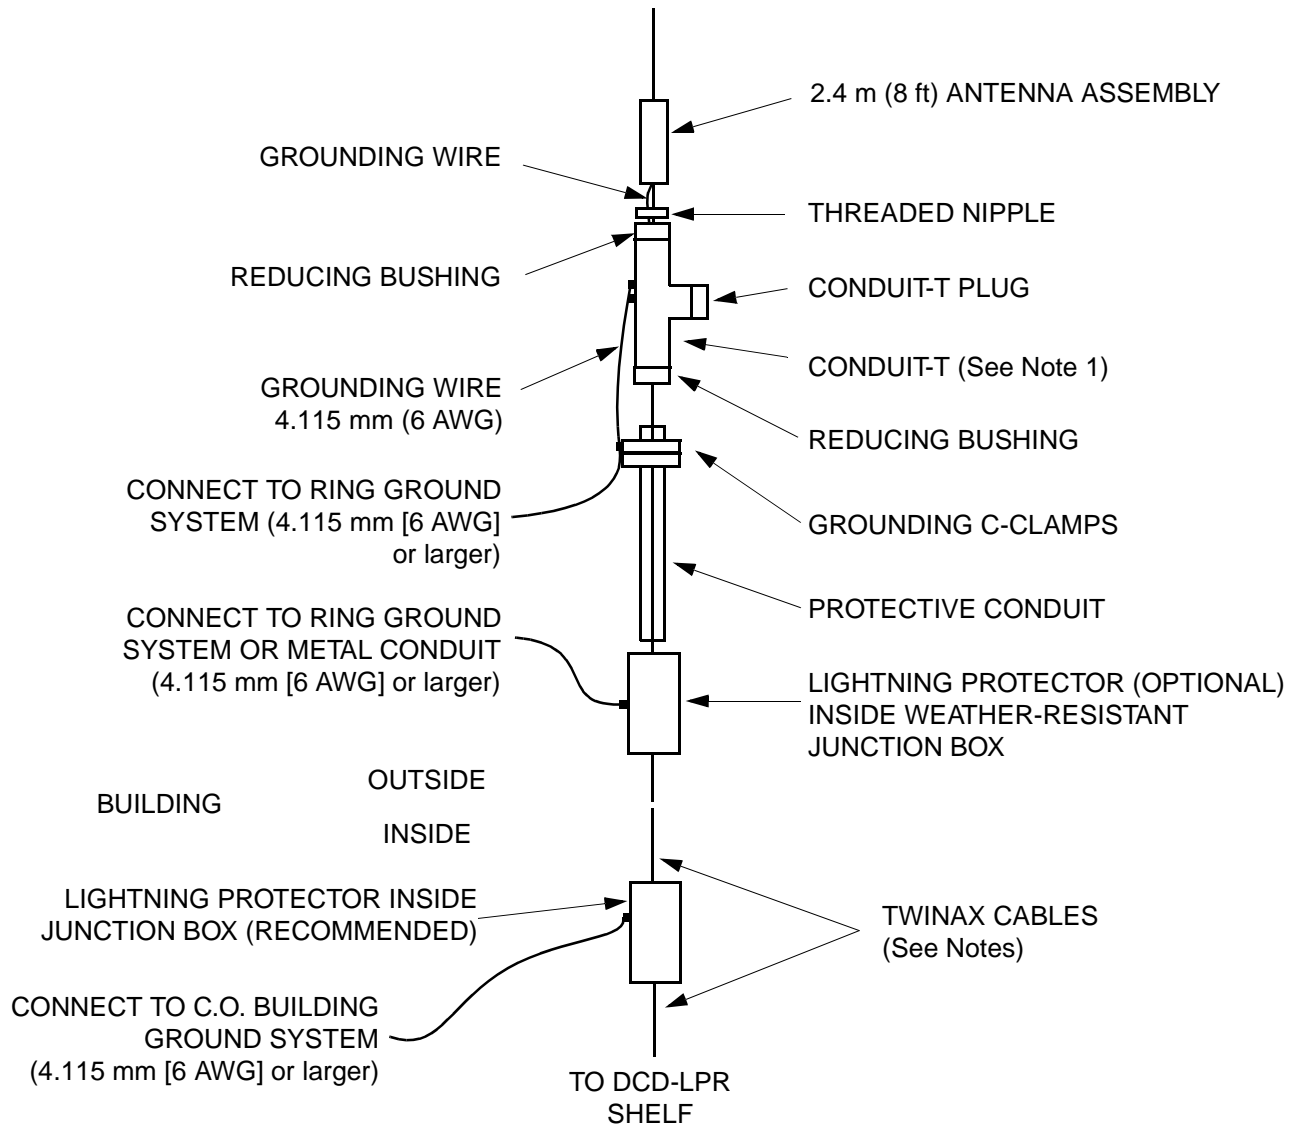 2.4 m (8 ft) ANTENNA ASSEMBLY
GROUNDING WIRE
THREADED NIPPLE
REDUCING BUSHING
CONDUIT-T PLUG
CONDUIT-T (See Note 1)
GROUNDING WIRE
4.115 mm (6 AWG)
REDUCING BUSHING
CONNECT TO RING GROUND
SYSTEM (4.115 mm [6 AWG]
or larger)
GROUNDING C-CLAMPS
PROTECTIVE CONDUIT
CONNECT TO RING GROUND
SYSTEM OR METAL CONDUIT
(4.115 mm [6 AWG] or larger)
LIGHTNING PROTECTOR (OPTIONAL)
INSIDE WEATHER-RESISTANT
JUNCTION BOX
OUTSIDE
BUILDING
INSIDE
LIGHTNING PROTECTOR INSIDE
JUNCTION BOX (RECOMMENDED)
TWINAX CABLES
(See Notes)
CONNECT TO C.O. BUILDING
GROUND SYSTEM
(4.115 mm [6 AWG] or larger)
TO DCD-LPR
SHELF